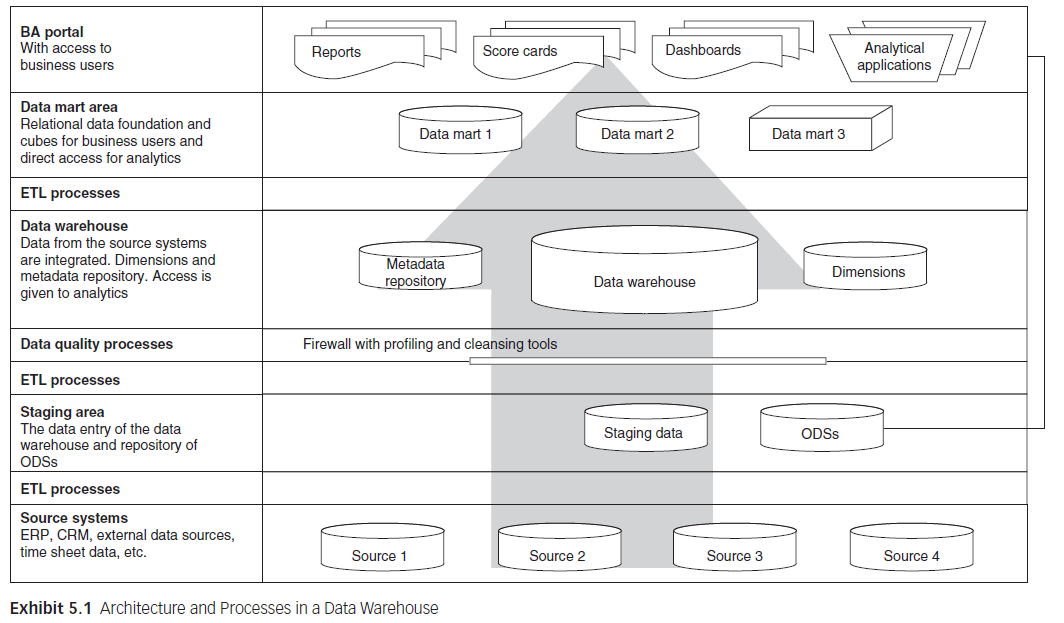 BA portal
With access to
business users
Reports
Score cards
Dashboards
Analytical
applications
Data mart area
Relational data foundation and
cubes for business users and
direct access for analytics
Data mart 1
Data mart 2
Data mart 3
ETL processes
Data warehouse
Data from the source systems
are integrated. Dimensions and
metadata repository. Access is
given to analytics
Metadata
repository
Data warehouse
Dimensions
Data quality processes
Firewall with profiling and cleansing tools
ETL processes
Staging area
The data entry of the data
warehouse and repository of
ODSs
Staging data
ODSs
ETL processes
Source systems
ERP, CRM, external data sources,
time sheet data, etc.
Source 1
Source 2
Source 3
Source 4
Exhibit 5.1 Architecture and Processes in a Data Warehouse